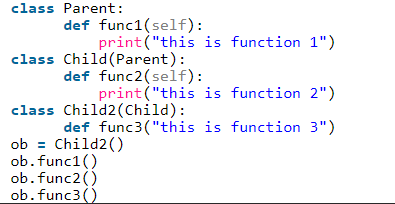 class Parent:
      def func1(self):
          print("this is function 1")
class Child(Parent):
      def func2(self):
          print("this is function 2")
class Child2(Child):
      def func3("this is function 3")
ob = Child2()
ob.func1()
ob.func2()
ob.func3()